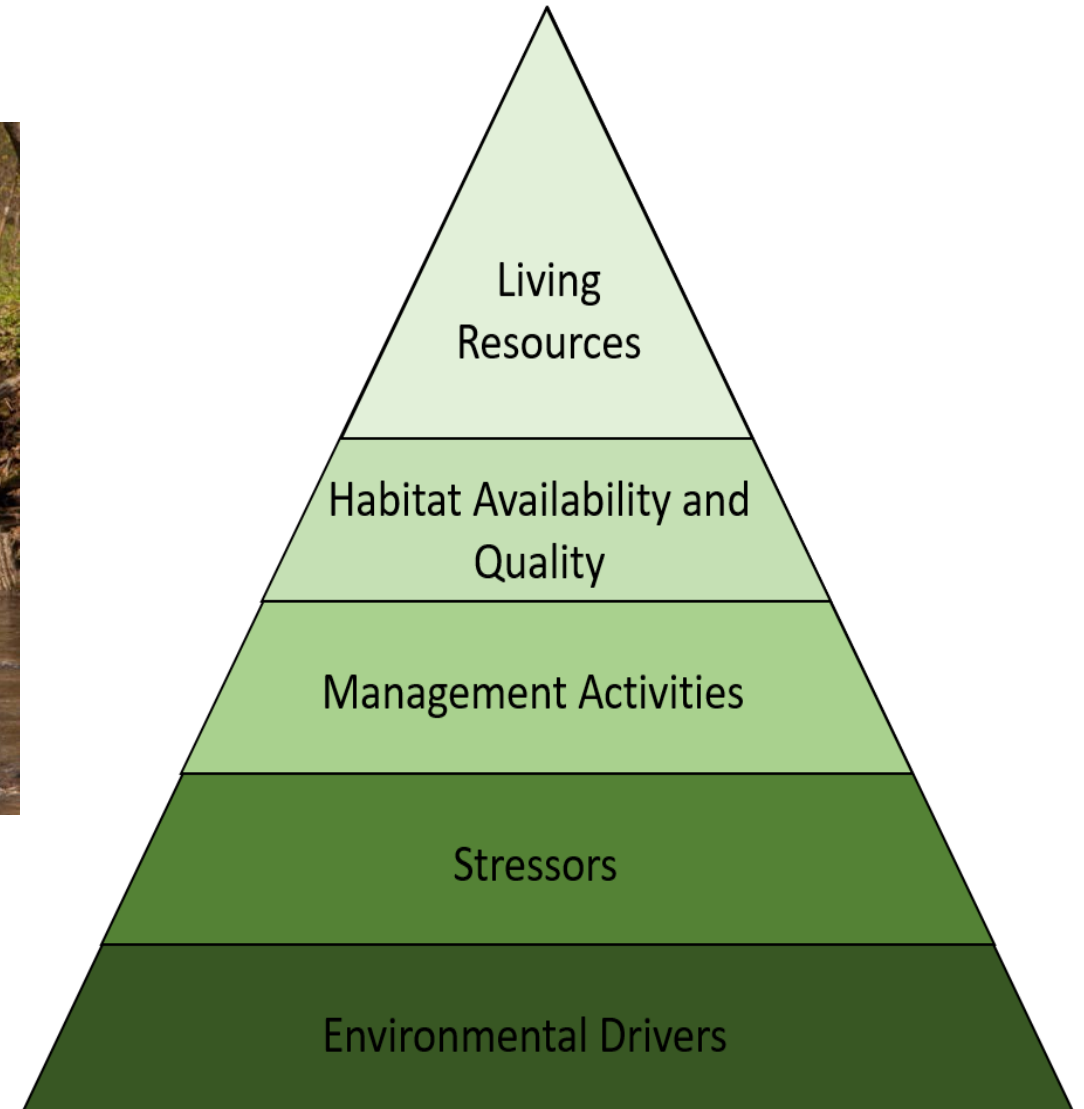 Living
Resources
Habitat Availability and
Quality
Management Activities
Stressors
Environmental Drivers